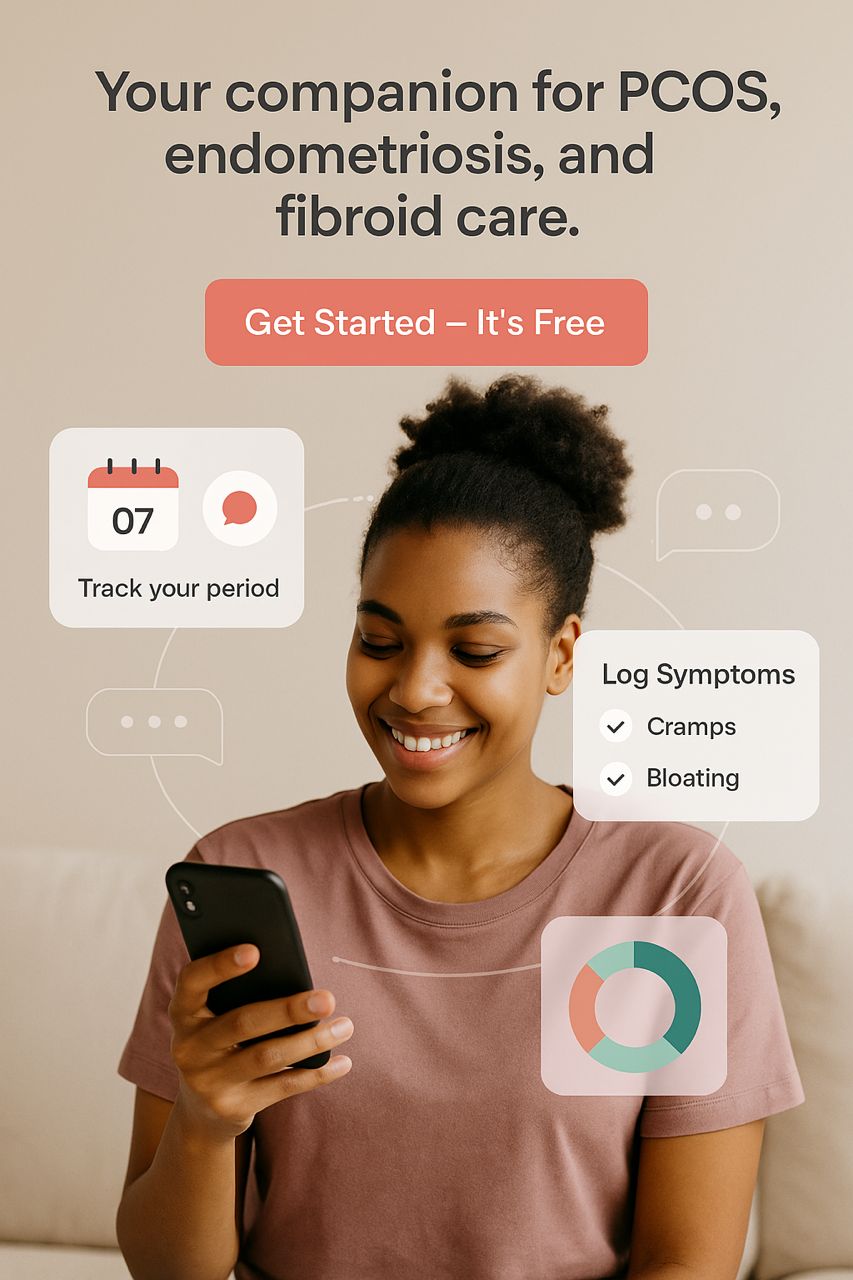 Your companion for PCOS,
endometriosis, and
fibroid care.
Get Started – It's Free
07
Track your period
Log Symptoms
Cramps
Bloating